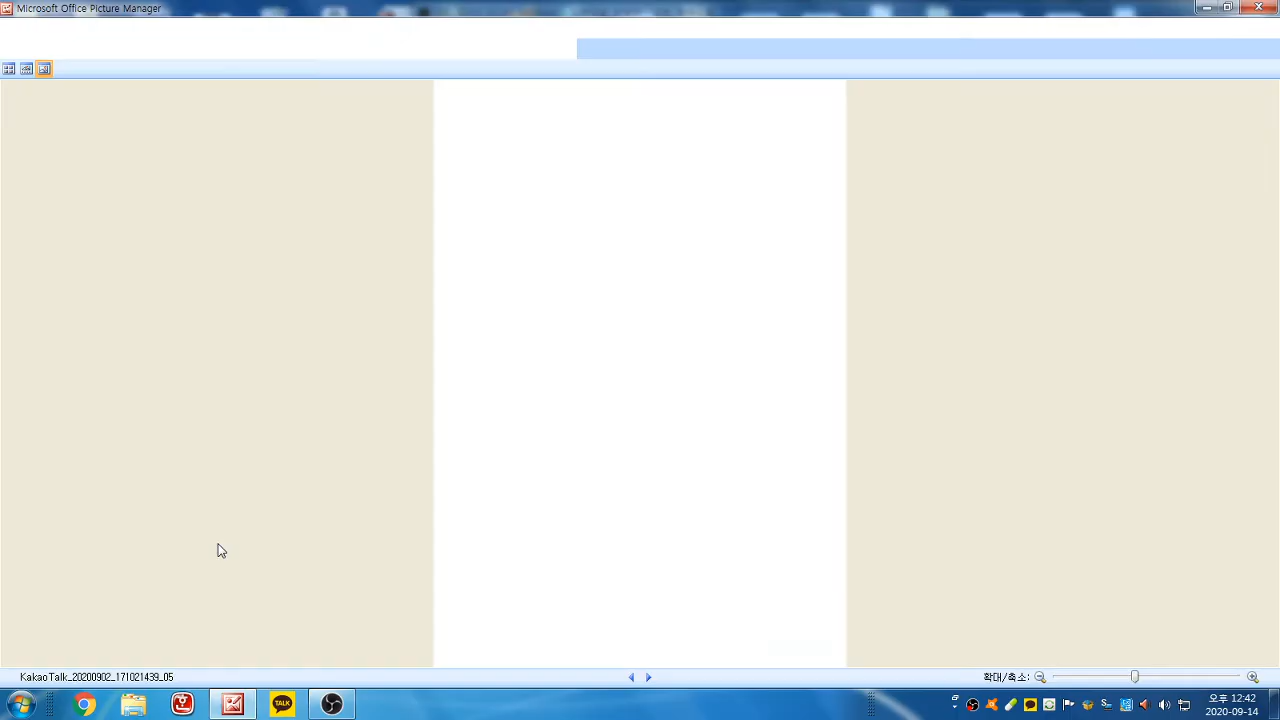 Microsoft Office Picture Manager
KakaoTalk_20200902_171021439_05
확대/축소:
TALK
오후 12:42
2020-09-14